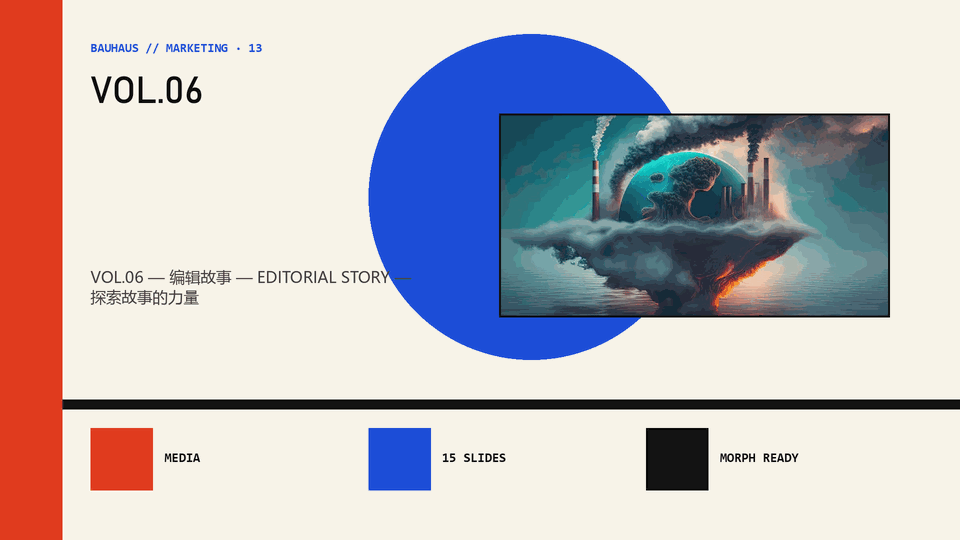 BAUHAUS // MARKETING · 13
VOL.06
VOL.06 — 编辑故事 — EDITORIAL STORY —
探索故事的力量
MEDIA
15 SLIDES
MORPH READY